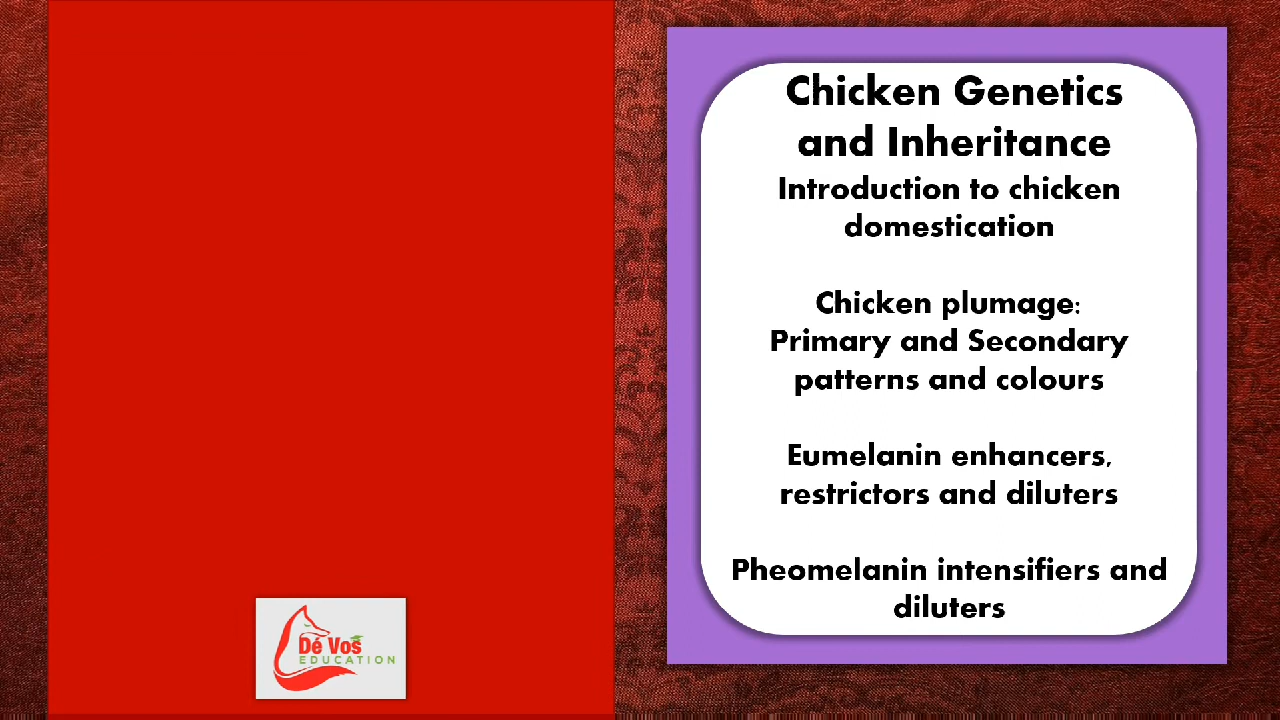 Chicken Genetics
and Inheritance
Introduction to chicken
domestication
Chicken plumage:
Primary and Secondary
patterns and colours
Eumelanin enhancers,
restrictors and diluters
Pheomelanin intensifiers and
diluters
Dé Vos
EDUCATION